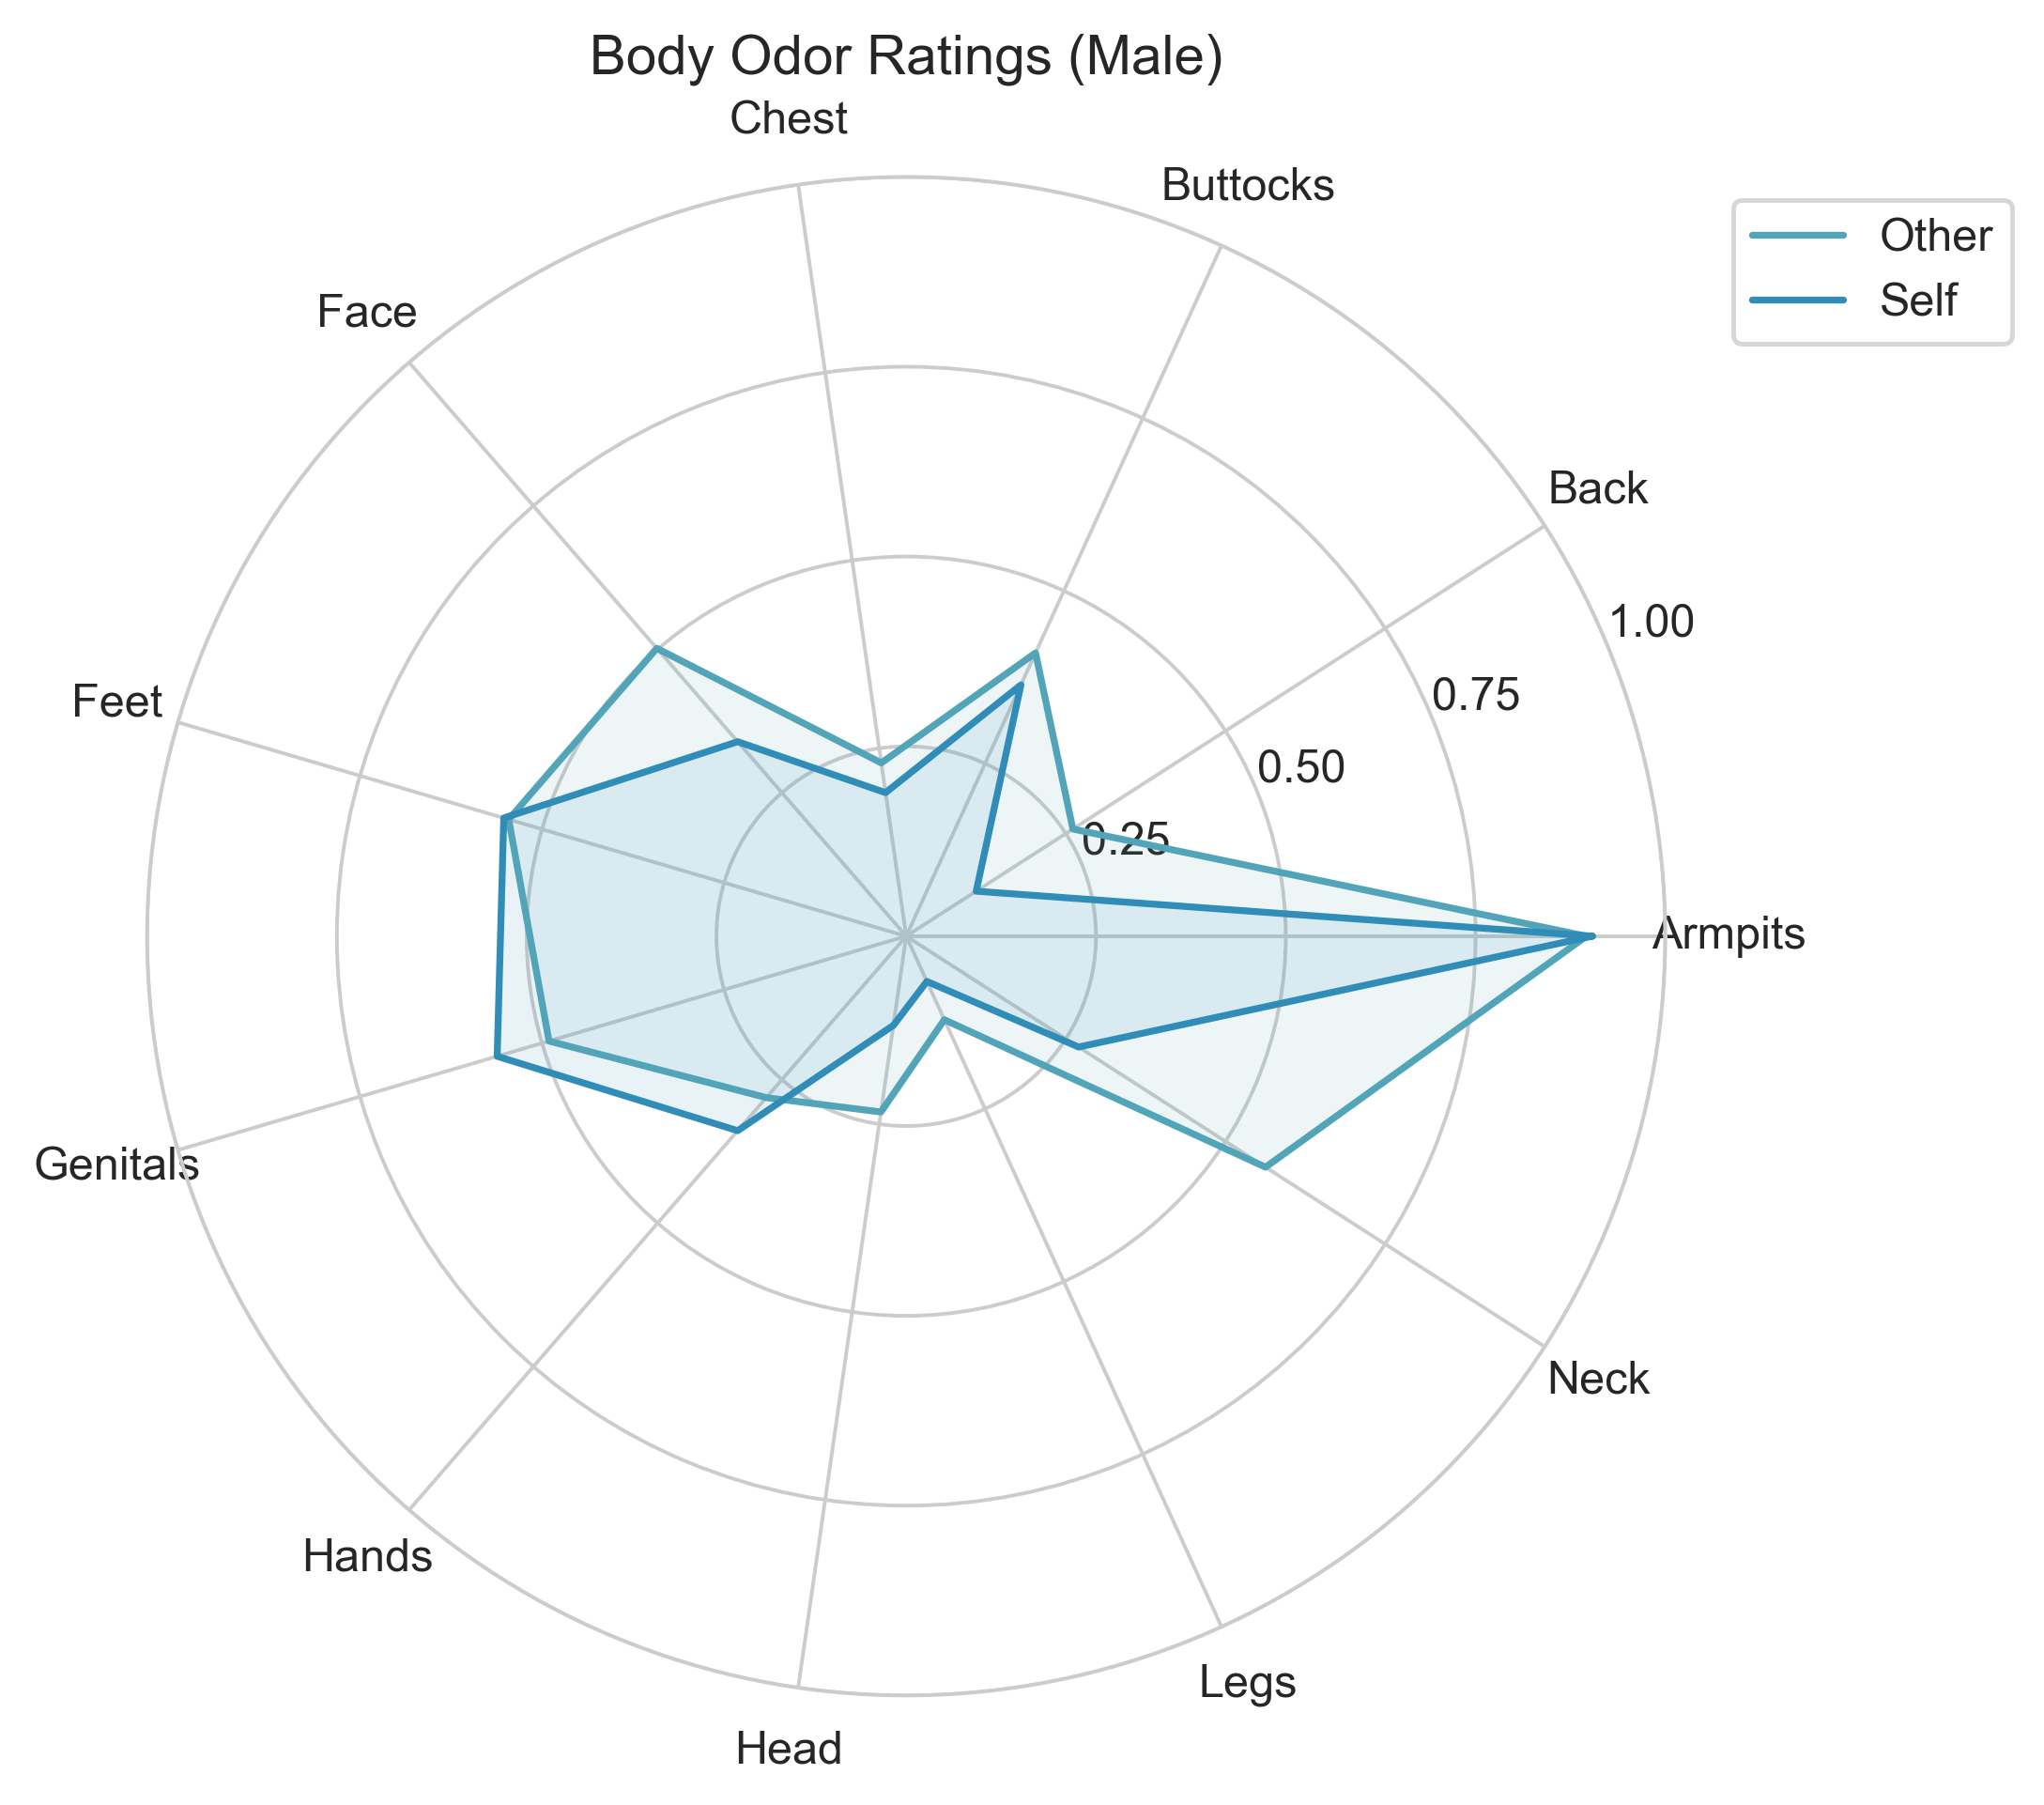 Body Odor Ratings (Male)
Chest
Buttocks
Other
Self
Face
Back
1.00
Feet
0.75
0.50
0.25
Armpits
Genitals
Neck
Hands
Legs
Head